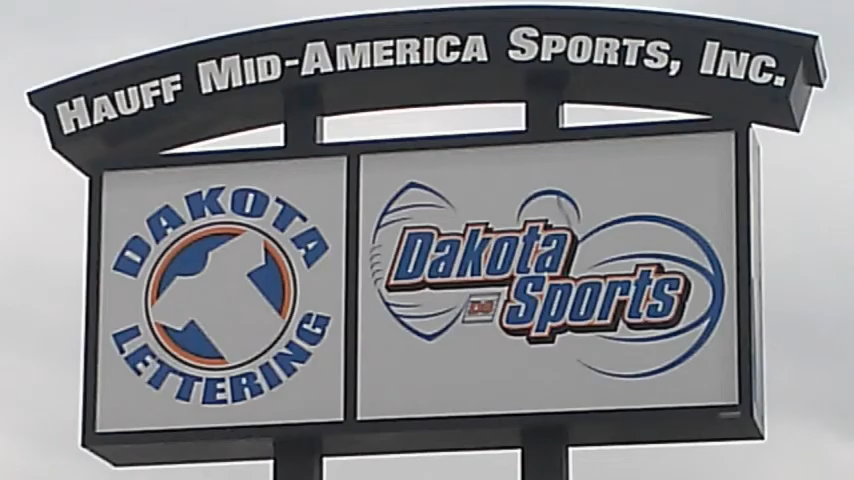 HAUFF MID-AMERICA SPORTS, INC.
DAKOTA
LETTERING
Dakota
Sports